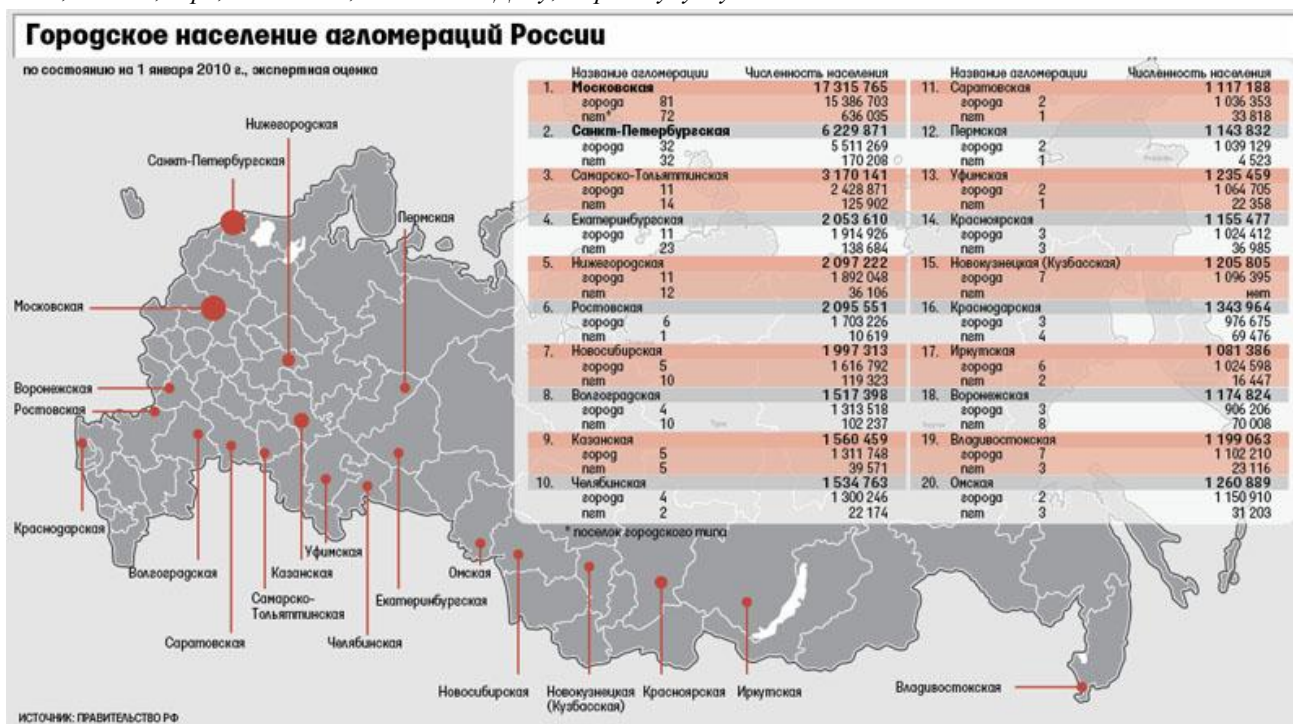 Городское население агломераций России
по состоянию на 1 января 2010 г., экспертная оценка
Название агломерации Численность населения
1. Московская 17 315 765
города 81 15 386 703
пгт* 72 636 035
2. Санкт-Петербургская 6 229 871
города 32 5 511 269
пгт 32 170 208
3. Самарско-Тольяттинская 3 170 141
города 11 2 428 871
пгт 14 125 902
4. Екатеринбургская 2 053 610
города 11 1 914 926
пгт 23 138 684
5. Нижегородская 2 097 222
города 11 1 892 048
пгт 12 36 106
6. Ростовская 2 095 551
города 6 1 703 226
пгт 1 10 619
7. Новосибирская 1 997 313
города 5 1 616 792
пгт 10 119 323
8. Волгоградская 1 517 398
города 4 1 313 518
пгт 10 102 237
9. Казанская 1 560 459
город 5 1 311 748
пгт 5 39 571
10. Челябинская 1 534 763
города 4 1 300 246
пгт 2 22 174
Название агломерации Численность населения
11. Саратовская 1 117 188
города 2 1 036 353
пгт 1 33 818
12. Пермская 1 143 832
города 2 1 039 129
пгт 1 4 523
13. Уфимская 1 235 459
города 2 1 064 705
пгт 1 22 358
14. Красноярская 1 155 477
города 3 1 024 412
пгт 3 36 985
15. Новокузнецкая (Кузбасская) 1 205 805
города 7 1 096 395
пгт нет
16. Краснодарская 1 343 964
города 3 976 675
пгт 4 69 476
17. Иркутская 1 081 386
города 6 1 024 598
пгт 2 16 447
18. Воронежская 1 174 824
города 3 906 206
пгт 8 70 008
19. Владивостокская 1 199 063
города 7 1 102 210
пгт 3 23 116
20. Омская 1 260 889
города 2 1 150 910
пгт 3 31 203
* поселок городского типа
Нижегородская
Санкт-Петербургская
Пермская
Московская
Воронежская
Ростовская
Краснодарская
Уфимская
Волгоградская
Казанская
Омская
Самарско-
Тольяттинская
Екатеринбургская
Саратовская
Челябинская
Новосибирская
Новокузнецкая
(Кузбасская)
Красноярская
Иркутская
Владивостокская
ИСТОЧНИК: ПРАВИТЕЛЬСТВО РФ